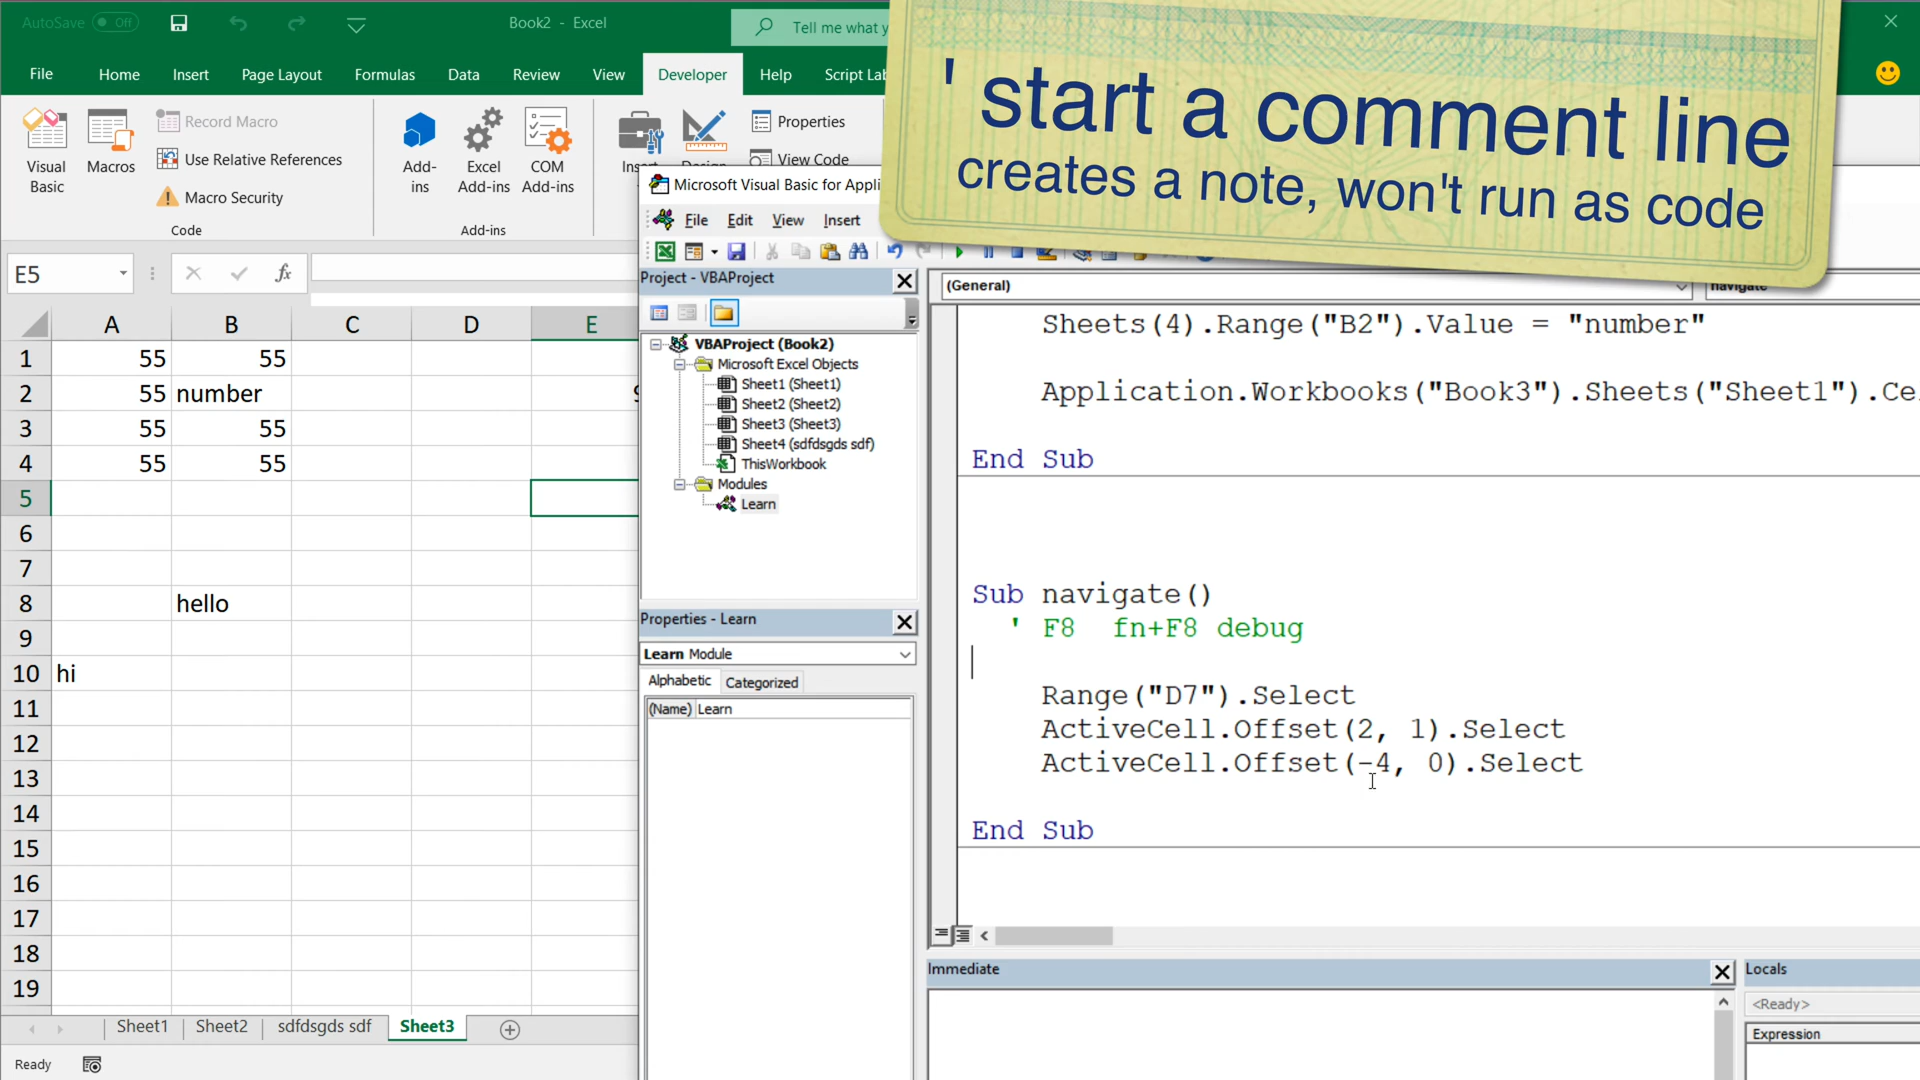 AutoSave Off
Book2 - Excel
Tell me what y
File Home Insert Page Layout Formulas Data Review View Developer Help Script Lab
' start a comment line
creates a note, won't run as code
Visual Basic
Macros
Record Macro
Use Relative References
Macro Security
Code
Add-ins
Excel Add-ins
COM Add-ins
Add-ins
Properties
View Code
Microsoft Visual Basic for Appli
File Edit View Insert
E5
fx
Project - VBAProject
(General)
navigate
A B C D E
1 55 55
2 55 number
3 55 55
4 55 55
5
6
7
8 hello
9
10 hi
11
12
13
14
15
16
17
18
19
VBAProject (Book2)
Microsoft Excel Objects
Sheet1 (Sheet1)
Sheet2 (Sheet2)
Sheet3 (Sheet3)
Sheet4 (sdfdsgds sdf)
ThisWorkbook
Modules
Learn
Properties - Learn
Learn Module
Alphabetic Categorized
(Name) Learn
Sheets(4).Range("B2").Value = "number"
Application.Workbooks("Book3").Sheets("Sheet1").Ce
End Sub
Sub navigate()
' F8 fn+F8 debug
Range("D7").Select
ActiveCell.Offset(2, 1).Select
ActiveCell.Offset(-4, 0).Select
End Sub
Immediate
Locals
<Ready>
Expression
Sheet1 Sheet2 sdfdsgds sdf Sheet3
Ready